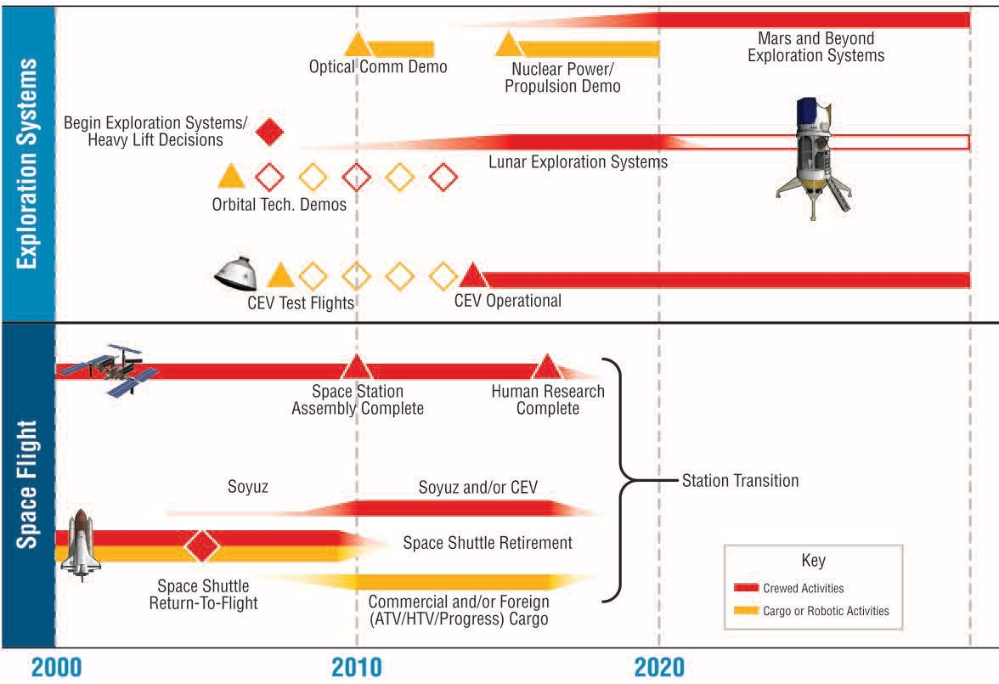 Exploration Systems
Mars and Beyond
Exploration Systems
Optical Comm Demo
Nuclear Power/
Propulsion Demo
Begin Exploration Systems/
Heavy Lift Decisions
Lunar Exploration Systems
Orbital Tech. Demos
CEV Test Flights
CEV Operational
Space Flight
Space Station
Assembly Complete
Human Research
Complete
Station Transition
Soyuz
Soyuz and/or CEV
Space Shuttle Retirement
Space Shuttle
Return-To-Flight
Commercial and/or Foreign
(ATV/HTV/Progress) Cargo
Key
Crewed Activities
Cargo or Robotic Activities
2000
2010
2020